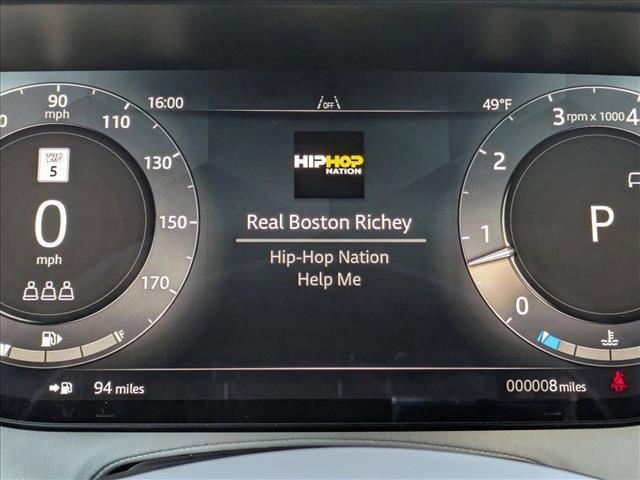 90
mph
110
130
150
170
16:00
OFF
49°F
SPEED
LIMIT
5
0
mph
HIPHOP
NATION
Real Boston Richey
Hip-Hop Nation
Help Me
3 rpm x 1000 4
2
1
0
P
F
94 miles
000008 miles